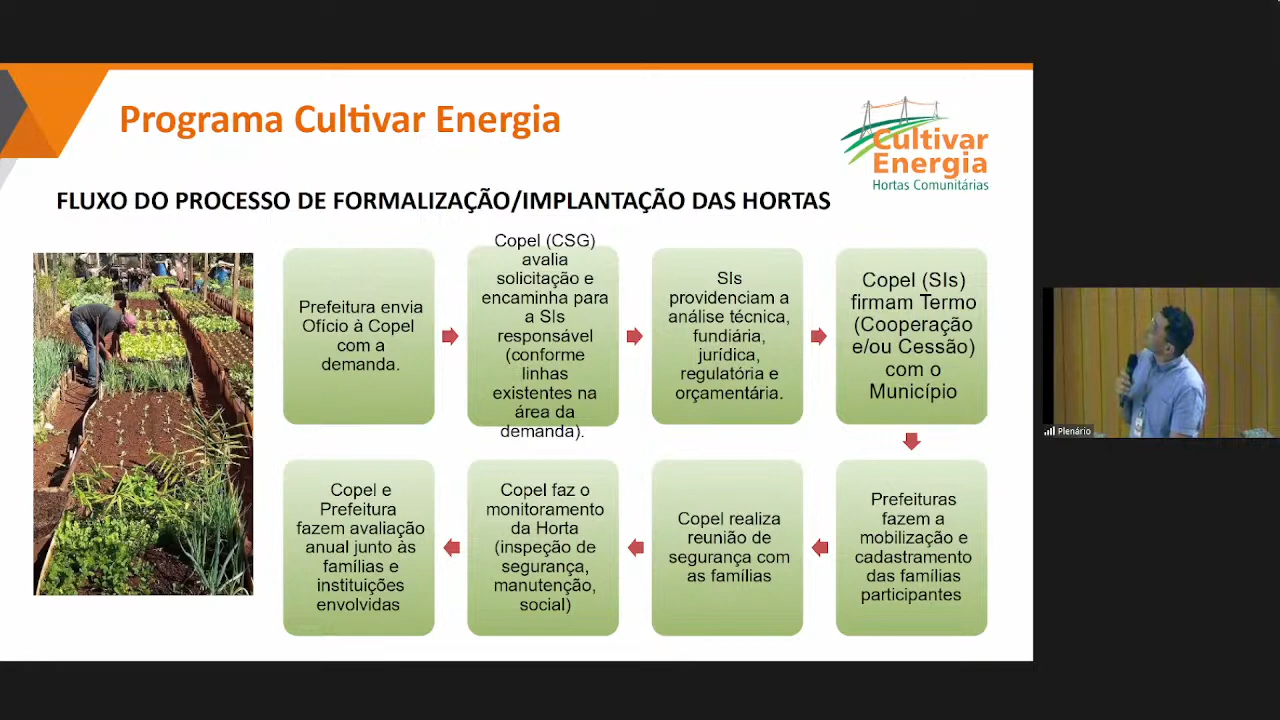 Programa Cultivar Energia
Cultivar
Energia
Hortas Comunitárias
FLUXO DO PROCESSO DE FORMALIZAÇÃO/IMPLANTAÇÃO DAS HORTAS
Prefeitura envia
Ofício à Copel
com a
demanda.
Copel (CSG)
avalia
solicitação e
encaminha para
a SIs
responsável
(conforme
linhas
existentes na
área da
demanda).
SIs
providenciam a
análise técnica,
fundiária,
jurídica,
regulatória e
orçamentária.
Copel (SIs)
firmam Termo
(Cooperação
e/ou Cessão)
com o
Município
Prefeituras
fazem a
mobilização e
cadastramento
das famílias
participantes
Copel realiza
reunião de
segurança com
as famílias
Copel faz o
monitoramento
da Horta
(inspeção de
segurança,
manutenção,
social)
Copel e
Prefeitura
fazem avaliação
anual junto às
famílias e
instituições
envolvidas
Plenário